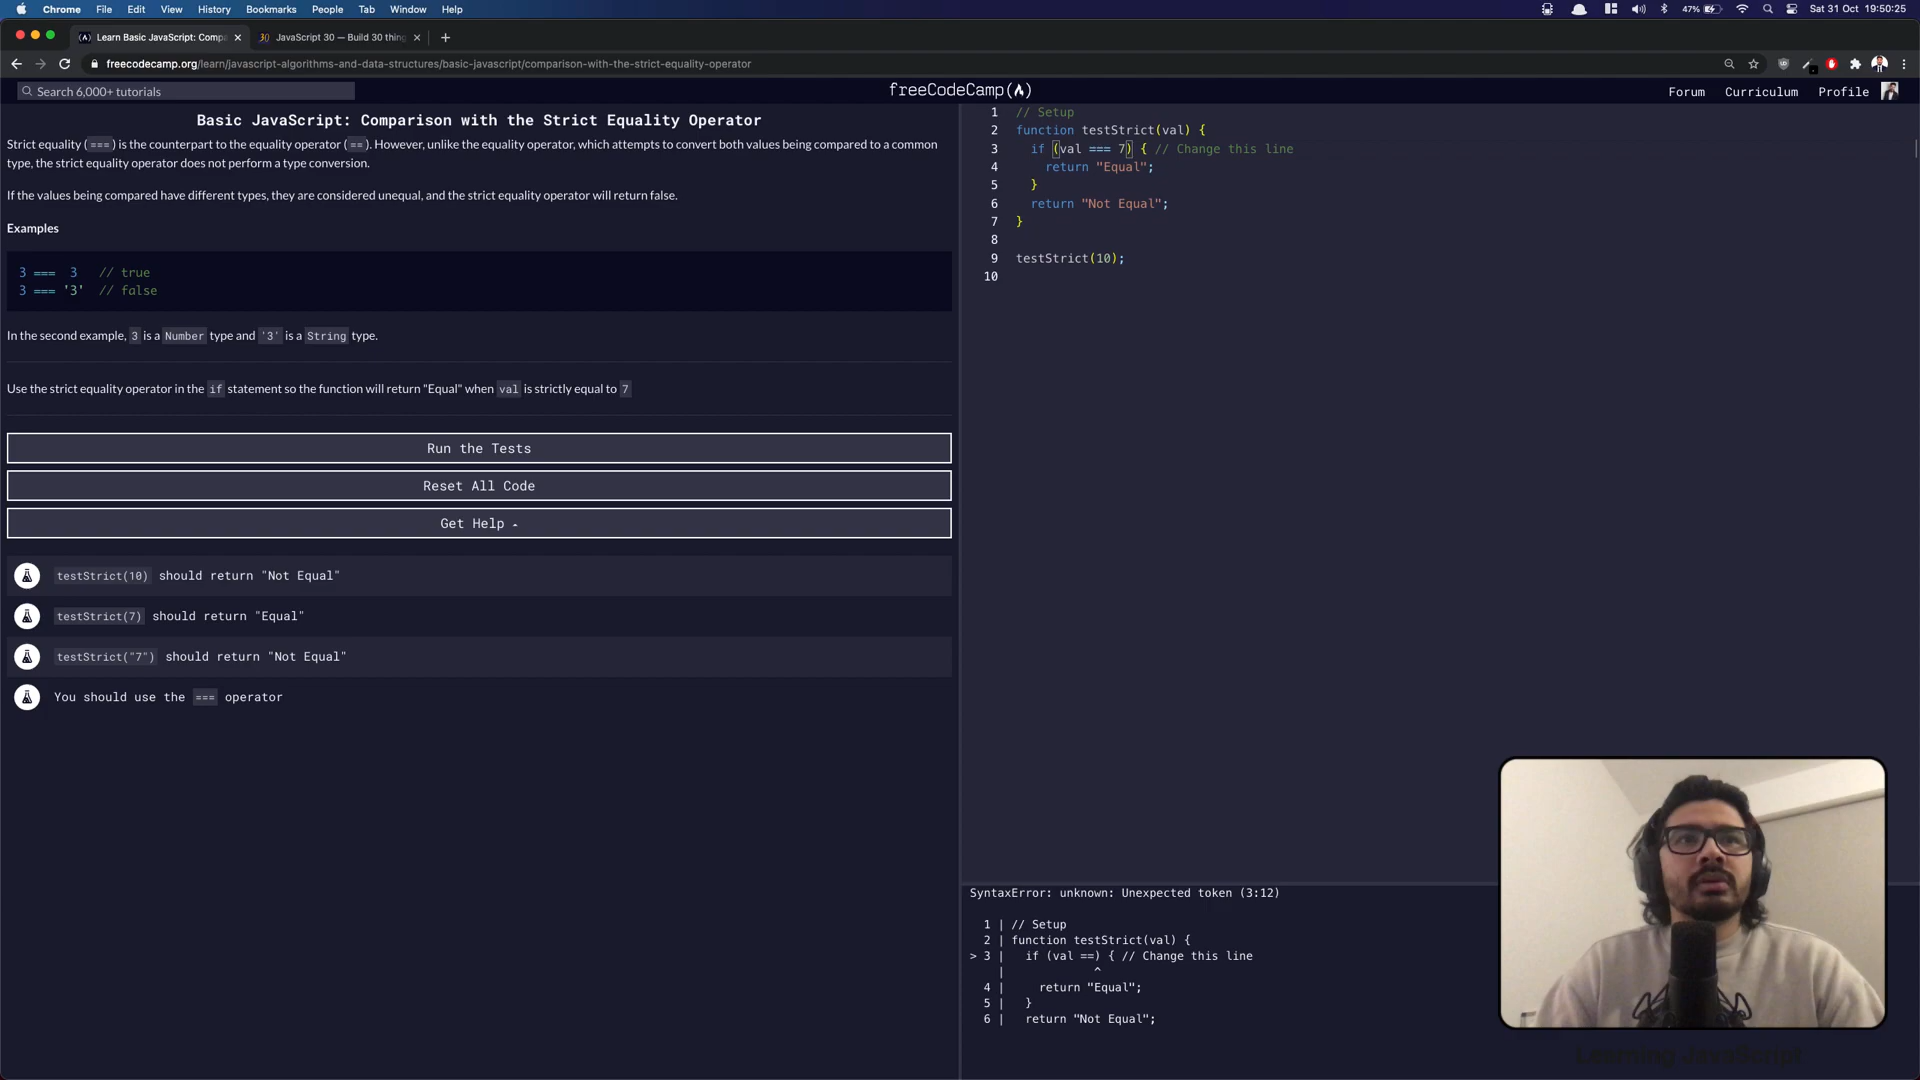 Chrome File Edit View History Bookmarks People Tab Window Help 47% Sat 31 Oct 19:50:25
Learn Basic JavaScript: Compa
JavaScript 30 — Build 30 thing
freecodecamp.org/learn/javascript-algorithms-and-data-structures/basic-javascript/comparison-with-the-strict-equality-operator
Search 6,000+ tutorials
freeCodeCamp
Forum Curriculum Profile
Basic JavaScript: Comparison with the Strict Equality Operator
Strict equality (===) is the counterpart to the equality operator (==). However, unlike the equality operator, which attempts to convert both values being compared to a common
type, the strict equality operator does not perform a type conversion.
If the values being compared have different types, they are considered unequal, and the strict equality operator will return false.
Examples
3 ===  3   // true
3 === '3'  // false
In the second example, 3 is a Number type and '3' is a String type.
Use the strict equality operator in the if statement so the function will return "Equal" when val is strictly equal to 7
Run the Tests
Reset All Code
Get Help
testStrict(10) should return "Not Equal"
testStrict(7) should return "Equal"
testStrict("7") should return "Not Equal"
You should use the === operator
1 // Setup
2 function testStrict(val) {
3   if (val === 7) { // Change this line
4     return "Equal";
5   }
6   return "Not Equal";
7 }
8
9 testStrict(10);
10
SyntaxError: unknown: Unexpected token (3:12)
1 | // Setup
2 | function testStrict(val) {
> 3 |   if (val ==) { // Change this line
|           ^
4 |     return "Equal";
5 |   }
6 |   return "Not Equal";
Learning JavaScript